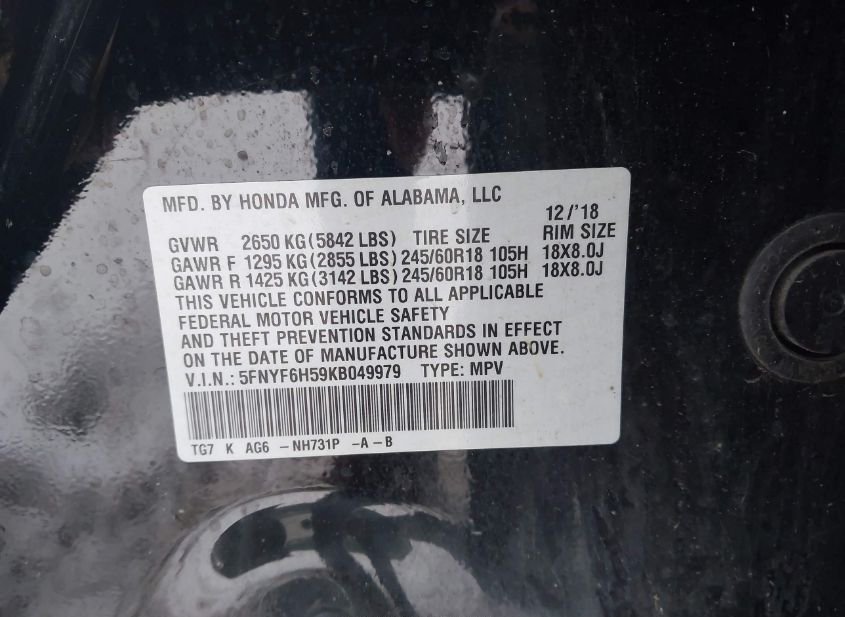 MFD. BY HONDA MFG. OF ALABAMA, LLC
12/'18
GVWR 2650 KG(5842 LBS) TIRE SIZE RIM SIZE
GAWR F 1295 KG(2855 LBS)245/60R18 105H 18X8.0J
GAWR R 1425 KG(3142 LBS)245/60R18 105H 18X8.0J
THIS VEHICLE CONFORMS TO ALL APPLICABLE
FEDERAL MOTOR VEHICLE SAFETY
AND THEFT PREVENTION STANDARDS IN EFFECT
ON THE DATE OF MANUFACTURE SHOWN ABOVE.
V.I.N.: 5FNYF6H59KB049979 TYPE: MPV
TG7 K AG6 -NH731P -A-B